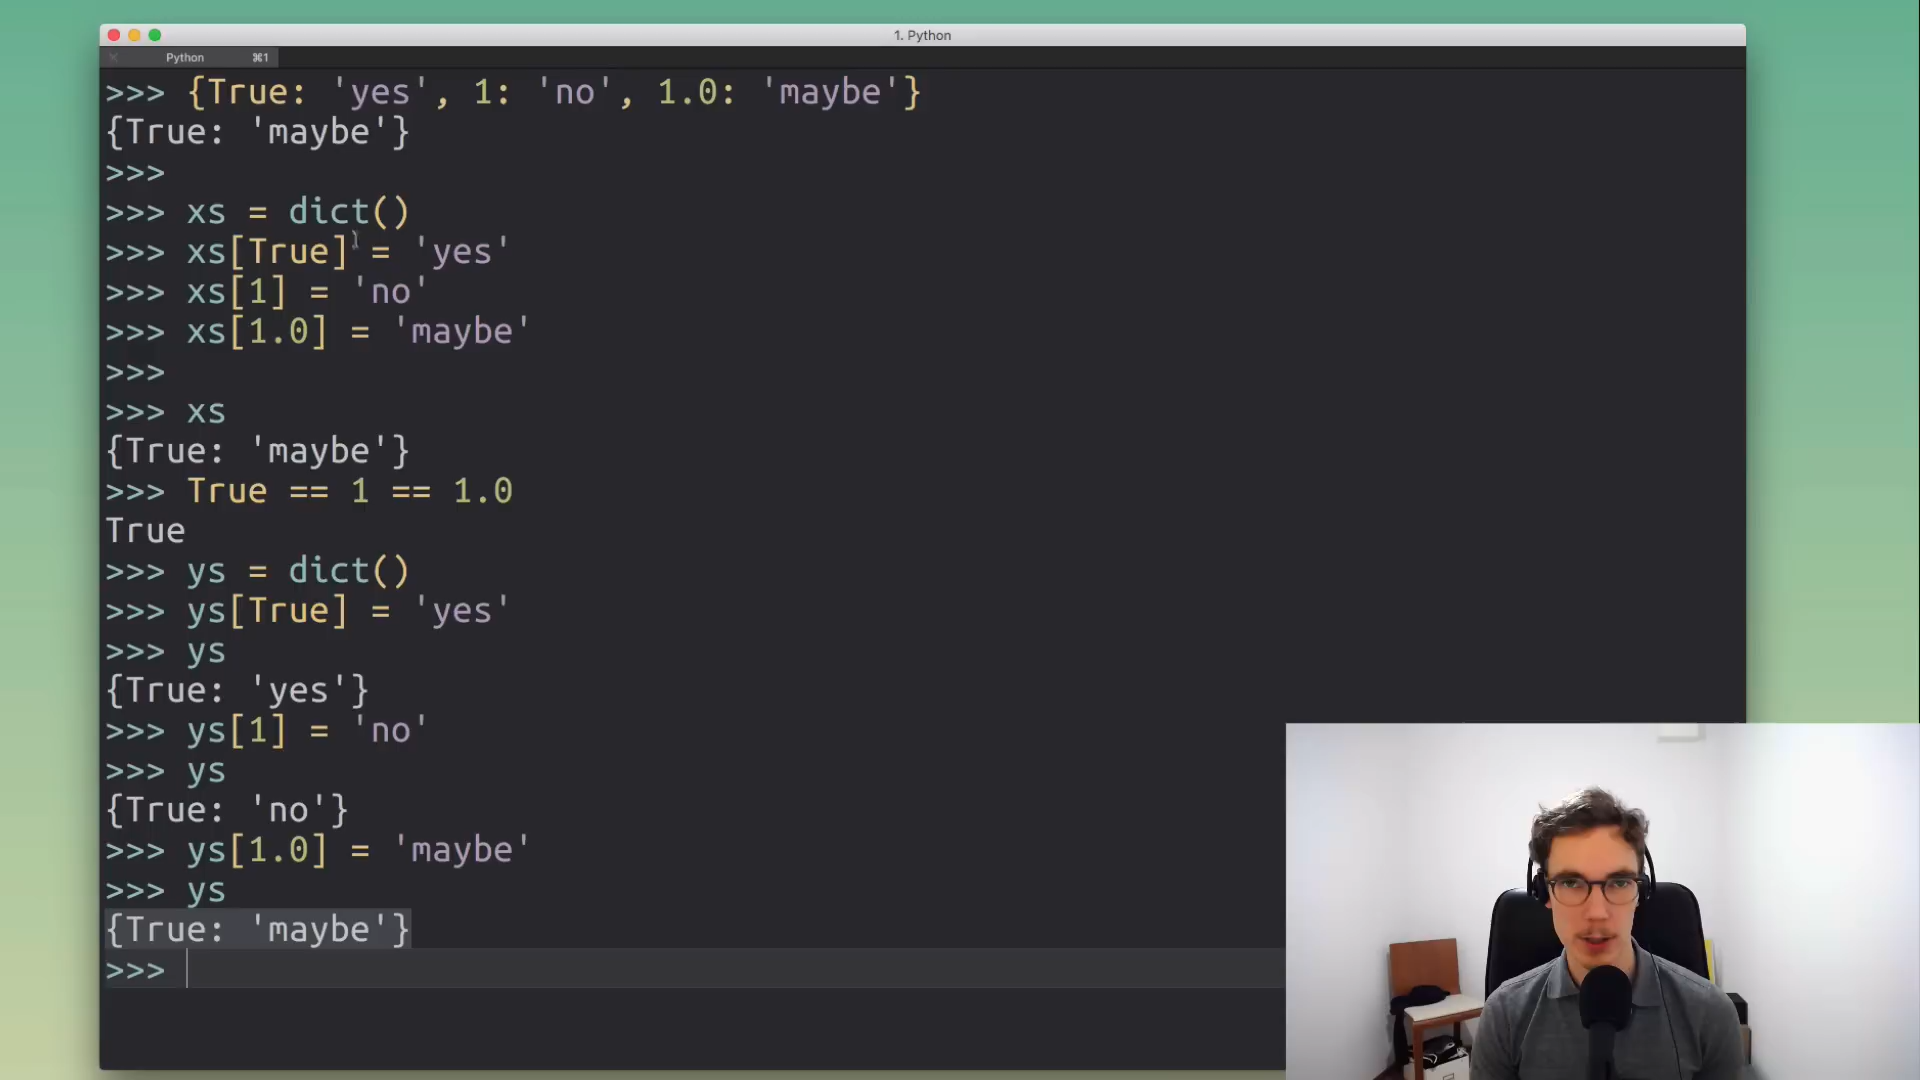 1. Python
Python ⌘1
>>> {True: 'yes', 1: 'no', 1.0: 'maybe'}
{True: 'maybe'}
>>>
>>> xs = dict()
>>> xs[True] = 'yes'
>>> xs[1] = 'no'
>>> xs[1.0] = 'maybe'
>>>
>>> xs
{True: 'maybe'}
>>> True == 1 == 1.0
True
>>> ys = dict()
>>> ys[True] = 'yes'
>>> ys
{True: 'yes'}
>>> ys[1] = 'no'
>>> ys
{True: 'no'}
>>> ys[1.0] = 'maybe'
>>> ys
{True: 'maybe'}
>>>